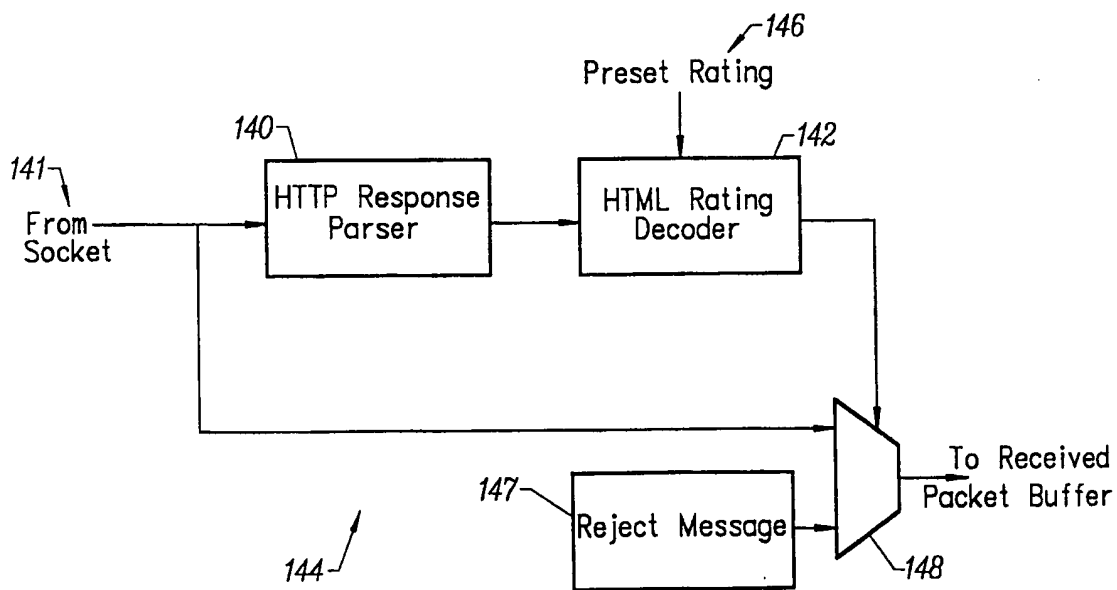 146
Preset Rating
140
142
141
HTTP Response
Parser
HTML Rating
Decoder
From
Socket
To Received
Packet Buffer
147
Reject Message
148
144